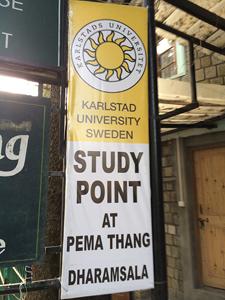 KARLSTADS UNIVERSITET
KARLSTAD
UNIVERSITY
SWEDEN
STUDY
POINT
AT
PEMA THANG
DHARAMSALA